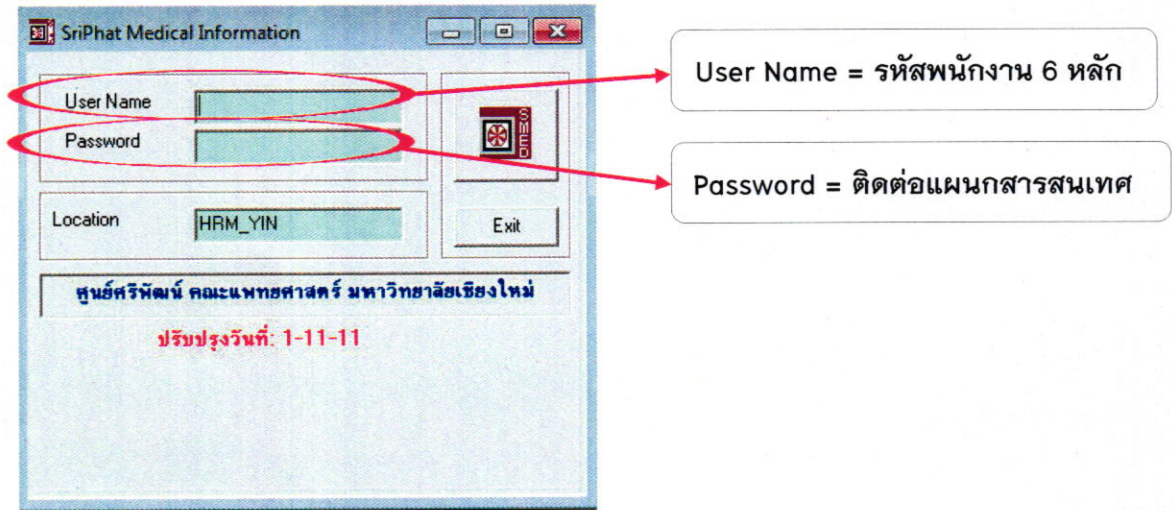 SriPhat Medical Information
User Name
Password
SMED
Location
HRM_YIN
Exit
ศูนย์ศรีพัฒน์ คณะแพทยศาสตร์ มหาวิทยาลัยเชียงใหม่
ปรับปรุงวันที่: 1-11-11
User Name = รหัสพนักงาน 6 หลัก
Password = ติดต่อแผนกสารสนเทศ